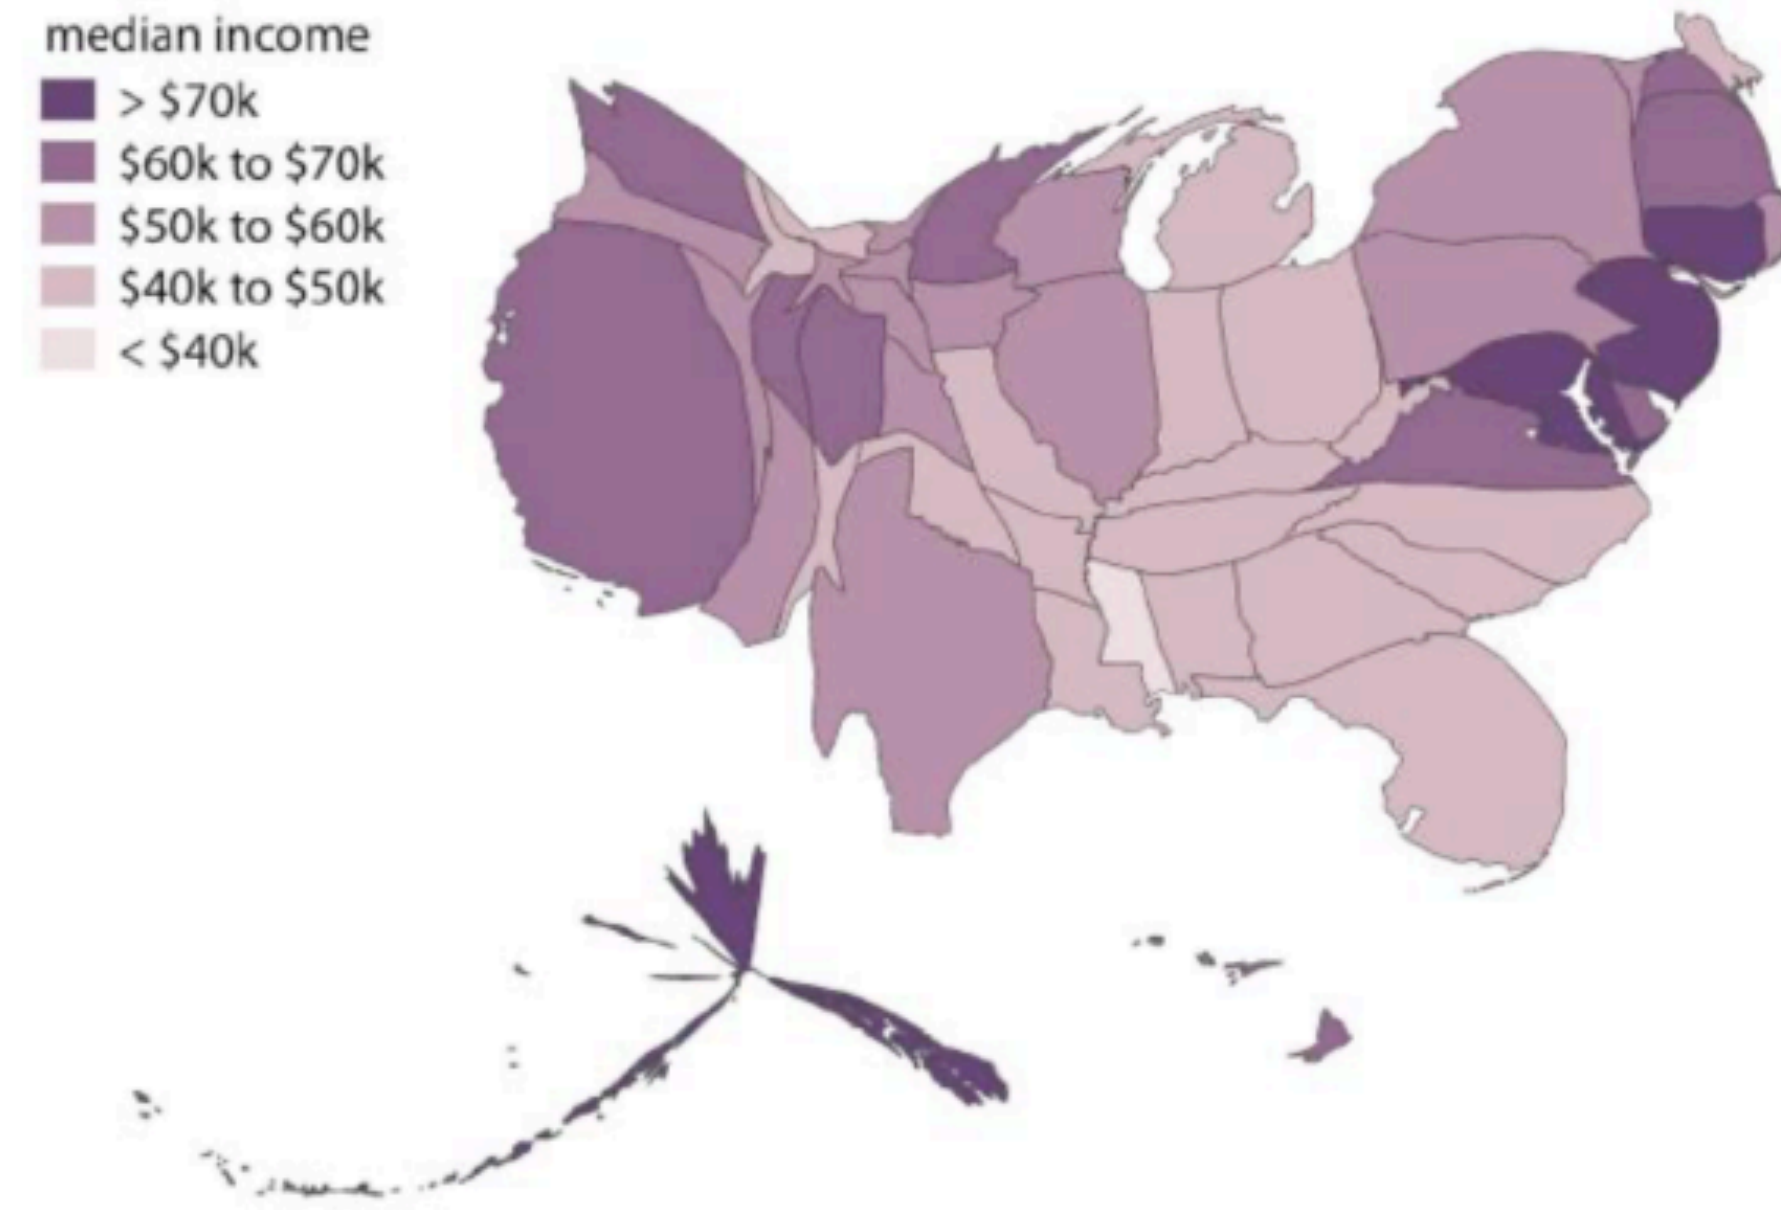 median income
> $70k
$60k to $70k
$50k to $60k
$40k to $50k
< $40k